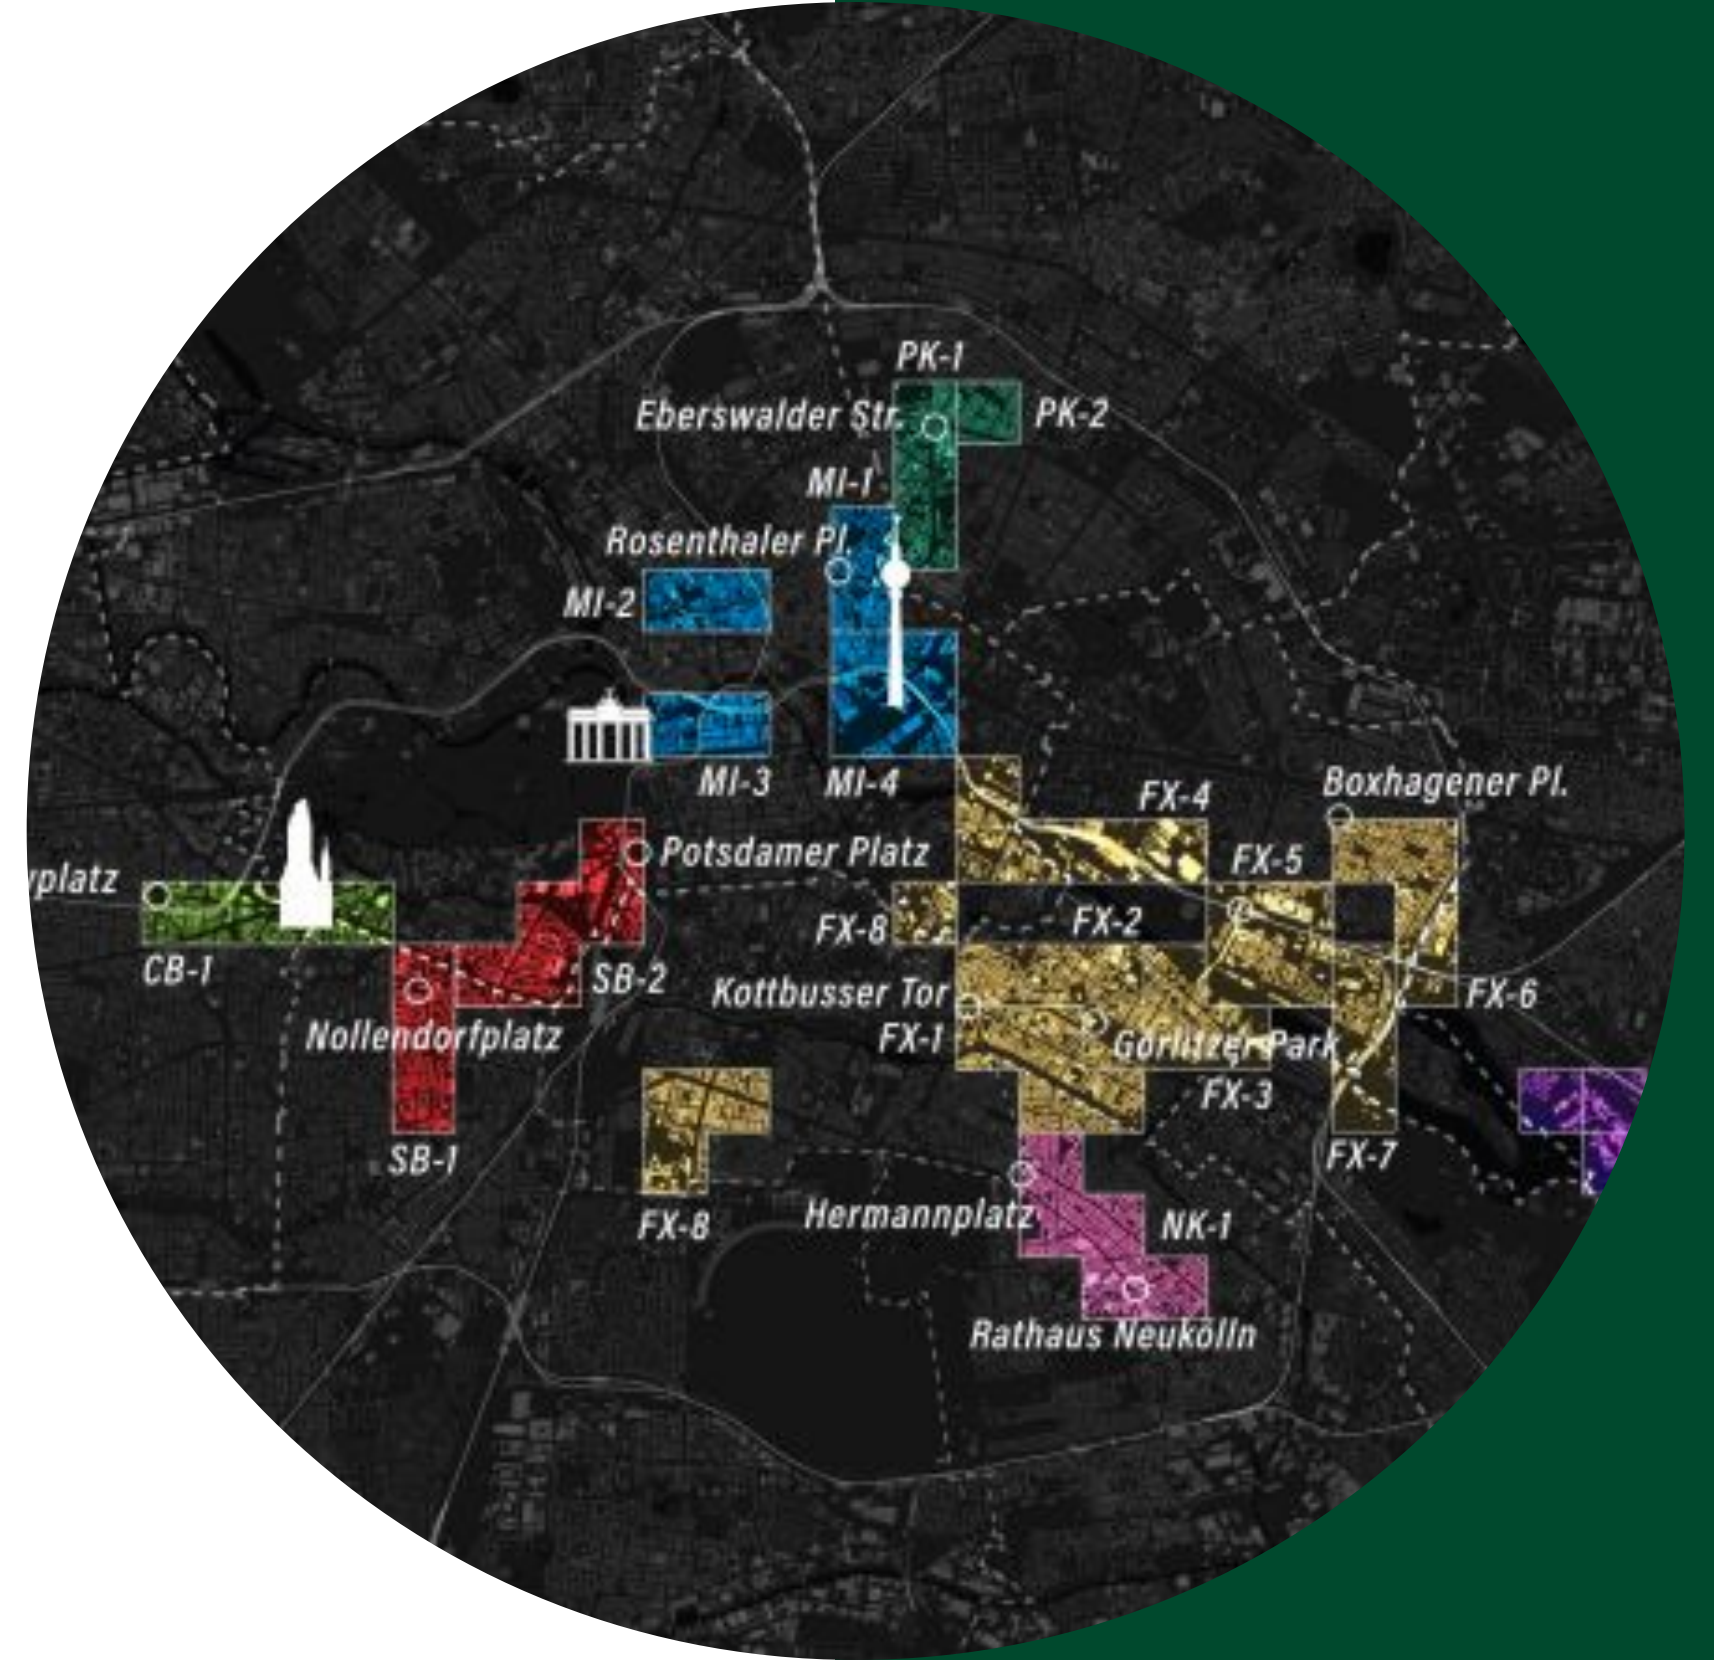 PK-1
Eberswalder Str.
PK-2
MI-1
Rosenthaler Pl.
MI-2
MI-3
MI-4
FX-4
Boxhagener Pl.
Potsdamer Platz
FX-5
yplatz
FX-8
FX-2
CB-1
SB-2
Kottbusser Tor
FX-6
Nollendorfplatz
FX-1
Görlitzer Park
FX-3
SB-1
FX-7
FX-8
Hermannplatz
NK-1
Rathaus Neukölln